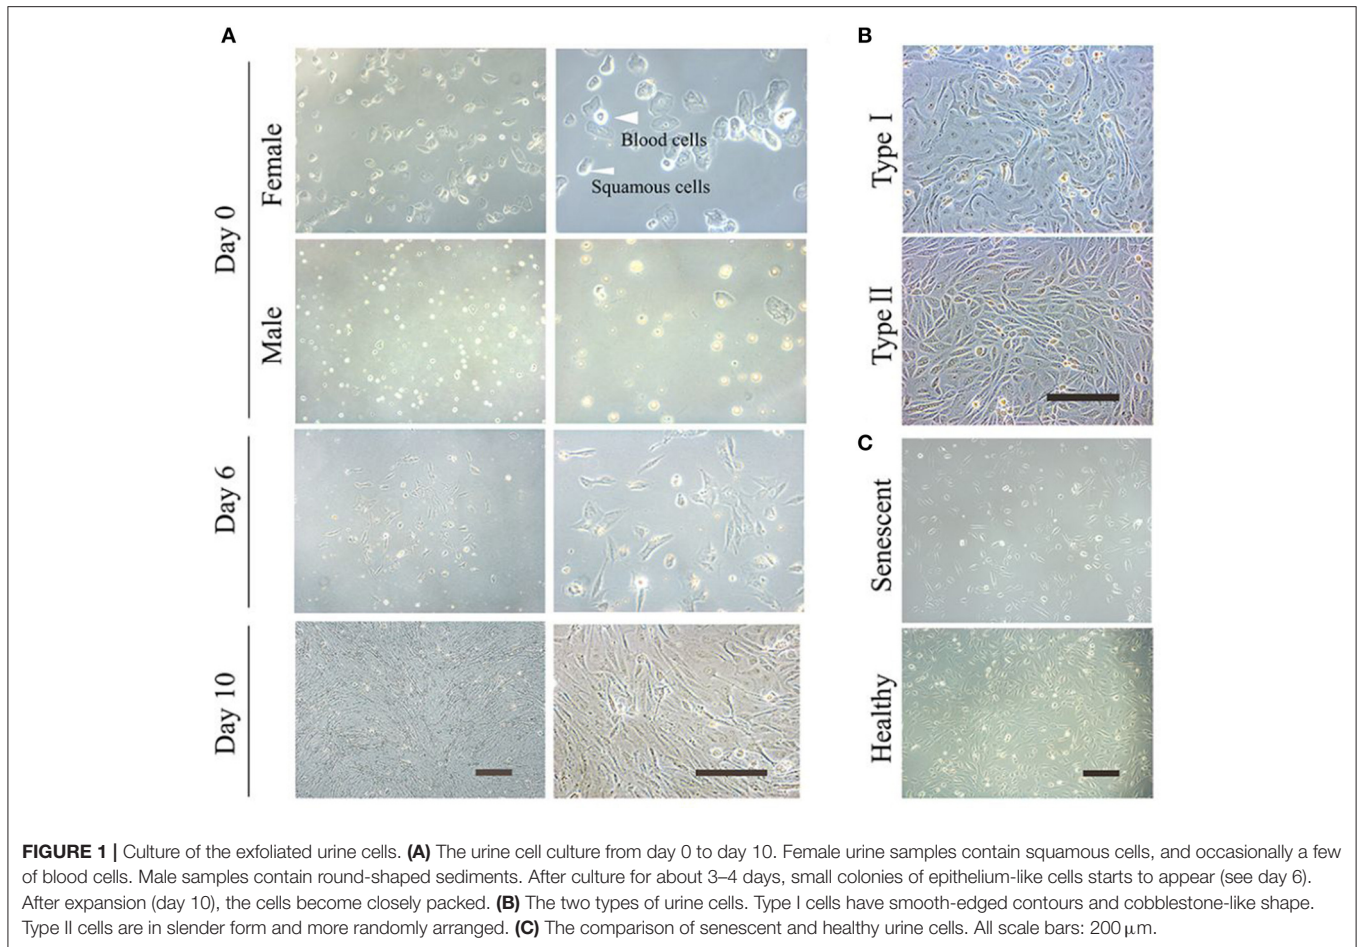 A
B
Day 0
Female
Blood cells
Squamous cells
Male
Type I
Type II
C
Day 6
Day 10
Senescent
Healthy
FIGURE 1 | Culture of the exfoliated urine cells. (A) The urine cell culture from day 0 to day 10. Female urine samples contain squamous cells, and occasionally a few
of blood cells. Male samples contain round-shaped sediments. After culture for about 3–4 days, small colonies of epithelium-like cells starts to appear (see day 6).
After expansion (day 10), the cells become closely packed. (B) The two types of urine cells. Type I cells have smooth-edged contours and cobblestone-like shape.
Type II cells are in slender form and more randomly arranged. (C) The comparison of senescent and healthy urine cells. All scale bars: 200 μm.